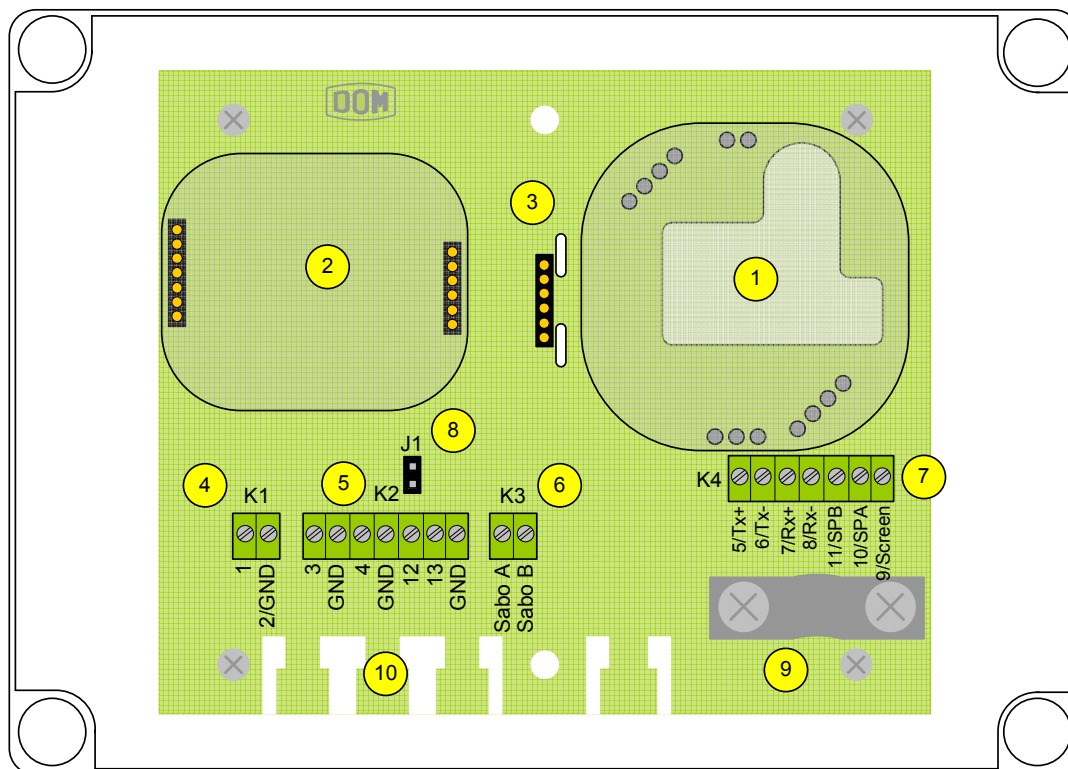 DOM
3
2
1
8
J1
4
5
6
7
K1
K2
K3
K4
1
2/GND
3
GND
4
GND
12
13
GND
Sabo A
Sabo B
5/Tx+
6/Tx-
7/Rx+
8/Rx-
11/SPB
10/SPA
9/Screen
10
9